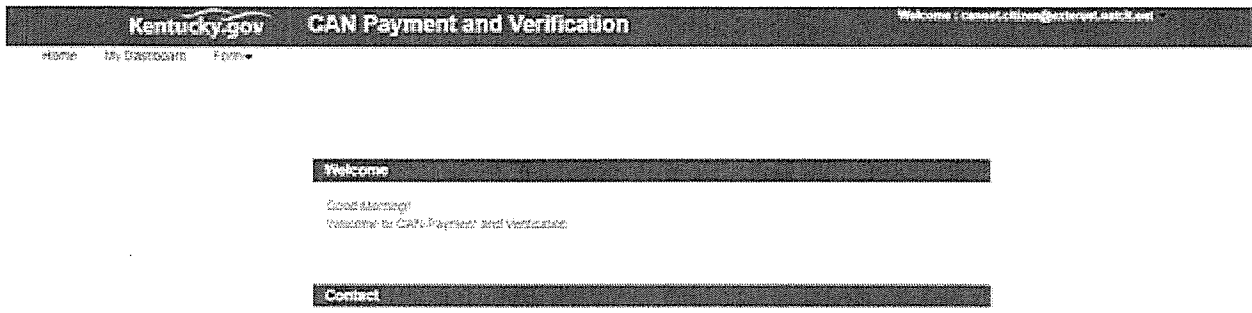 Kentucky.gov CAN Payment and Verification Welcome :
Home My Dashboard Form
Welcome
Good Morning!
Welcome to CAN Payment and Verification
Contact